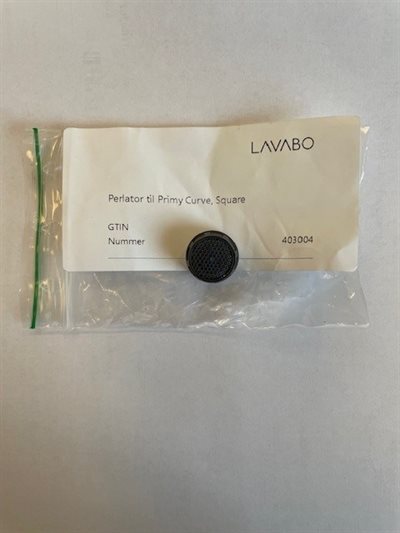 LAVABO
Perlator til Primy Curve, Square
GTIN
Nummer 403004